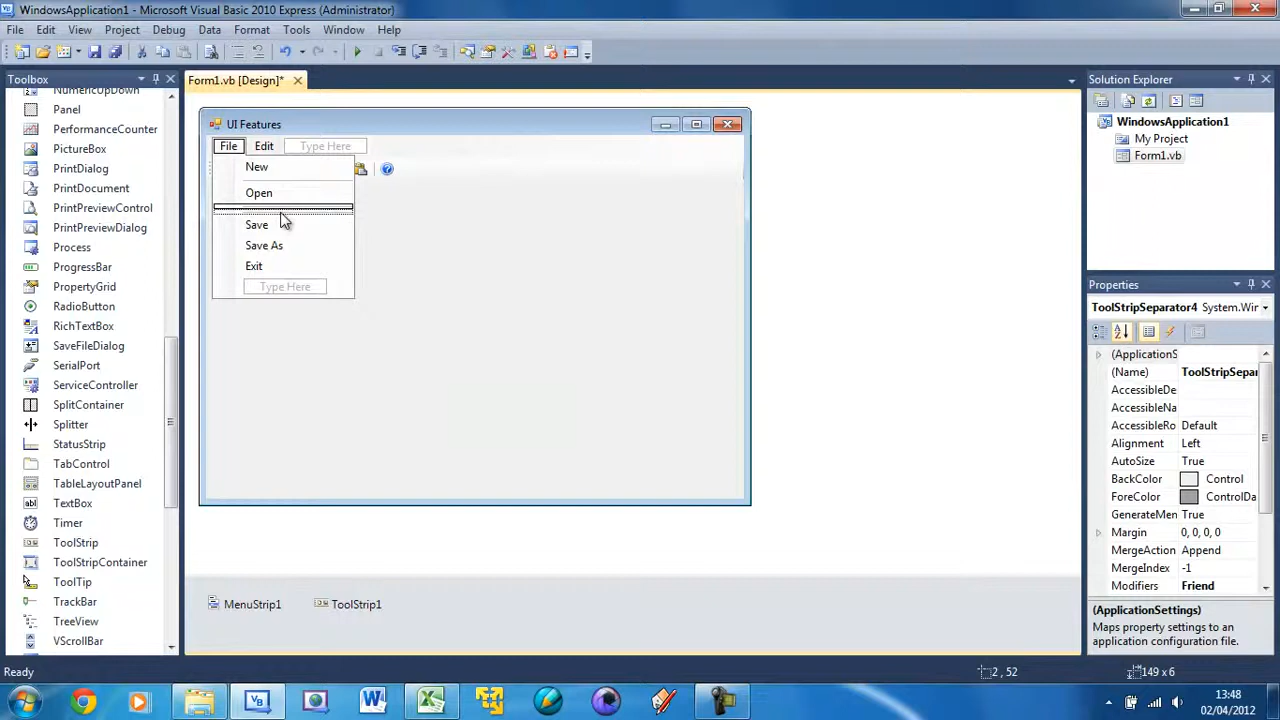 WindowsApplication1 - Microsoft Visual Basic 2010 Express (Administrator)
File Edit View Project Debug Data Format Tools Window Help
Toolbox
NumericUpDown
Panel
PerformanceCounter
PictureBox
PrintDialog
PrintDocument
PrintPreviewControl
PrintPreviewDialog
Process
ProgressBar
PropertyGrid
RadioButton
RichTextBox
SaveFileDialog
SerialPort
ServiceController
SplitContainer
Splitter
StatusStrip
TabControl
TableLayoutPanel
TextBox
Timer
ToolStrip
ToolStripContainer
ToolTip
TrackBar
TreeView
VScrollBar
Form1.vb [Design]*
UI Features
File Edit Type Here
New
Open
Save
Save As
Exit
Type Here
MenuStrip1 ToolStrip1
Solution Explorer
WindowsApplication1
My Project
Form1.vb
Properties
ToolStripSeparator4 System.Wir
(ApplicationS
(Name) ToolStripSepar
AccessibleDe
AccessibleNa
AccessibleRo Default
Alignment Left
AutoSize True
BackColor Control
ForeColor ControlDa
GenerateMen True
Margin 0, 0, 0, 0
MergeAction Append
MergeIndex -1
Modifiers Friend
(ApplicationSettings)
Maps property settings to an
application configuration file.
Ready 2 , 52 149 x 6
13:48
02/04/2012